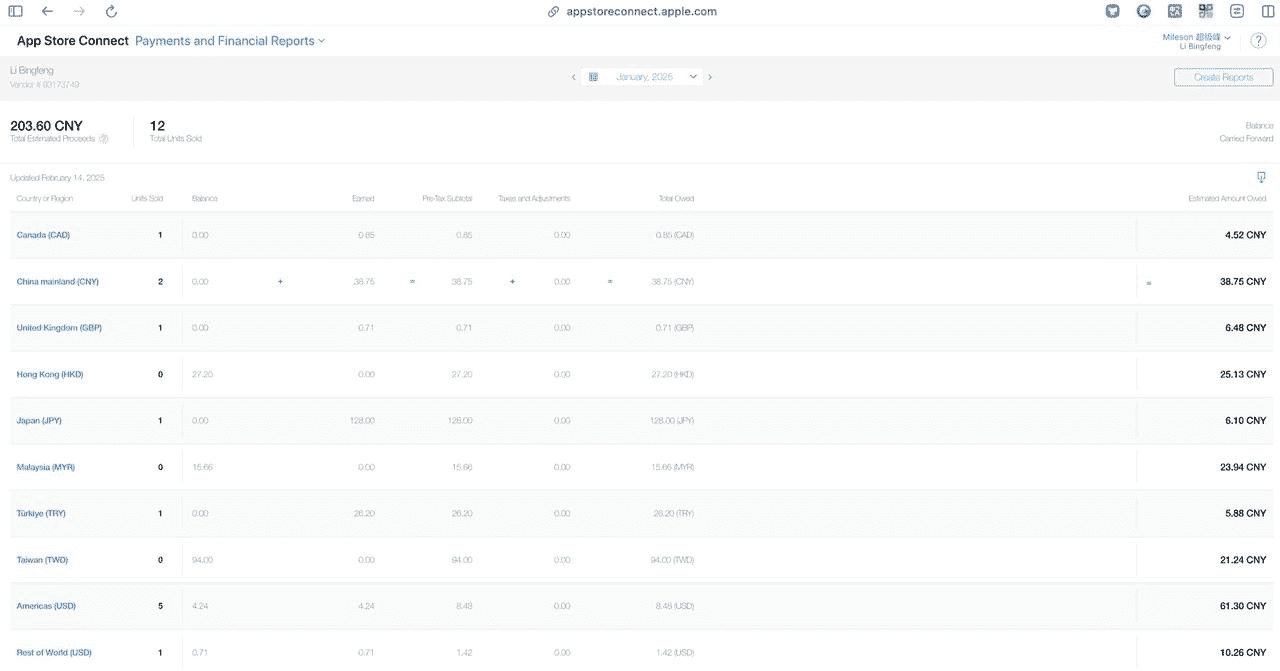 appstoreconnect.apple.com
App Store Connect Payments and Financial Reports
Mileson 超級峰
Li Bingfeng
?
Li Bingfeng
Vendor # 93173749
January, 2025
Create Reports
203.60 CNY
Total Estimated Proceeds ?
12
Total Units Sold
Balance
Carried Forward
Updated February 14, 2025
Country or Region Units Sold Balance Earned Pre-Tax Subtotal Taxes and Adjustments Total Owed Estimated Amount Owed
Canada (CAD) 1 0.00 0.85 0.85 0.00 0.85 (CAD) 4.52 CNY
China mainland (CNY) 2 0.00 + 38.75 = 38.75 + 0.00 = 38.75 (CNY) = 38.75 CNY
United Kingdom (GBP) 1 0.00 0.71 0.71 0.00 0.71 (GBP) 6.48 CNY
Hong Kong (HKD) 0 27.20 0.00 27.20 0.00 27.20 (HKD) 25.13 CNY
Japan (JPY) 1 0.00 128.00 128.00 0.00 128.00 (JPY) 6.10 CNY
Malaysia (MYR) 0 15.66 0.00 15.66 0.00 15.66 (MYR) 23.94 CNY
Türkiye (TRY) 1 0.00 26.20 26.20 0.00 26.20 (TRY) 5.88 CNY
Taiwan (TWD) 0 94.00 0.00 94.00 0.00 94.00 (TWD) 21.24 CNY
Americas (USD) 5 4.24 4.24 8.48 0.00 8.48 (USD) 61.30 CNY
Rest of World (USD) 1 0.71 0.71 1.42 0.00 1.42 (USD) 10.26 CNY